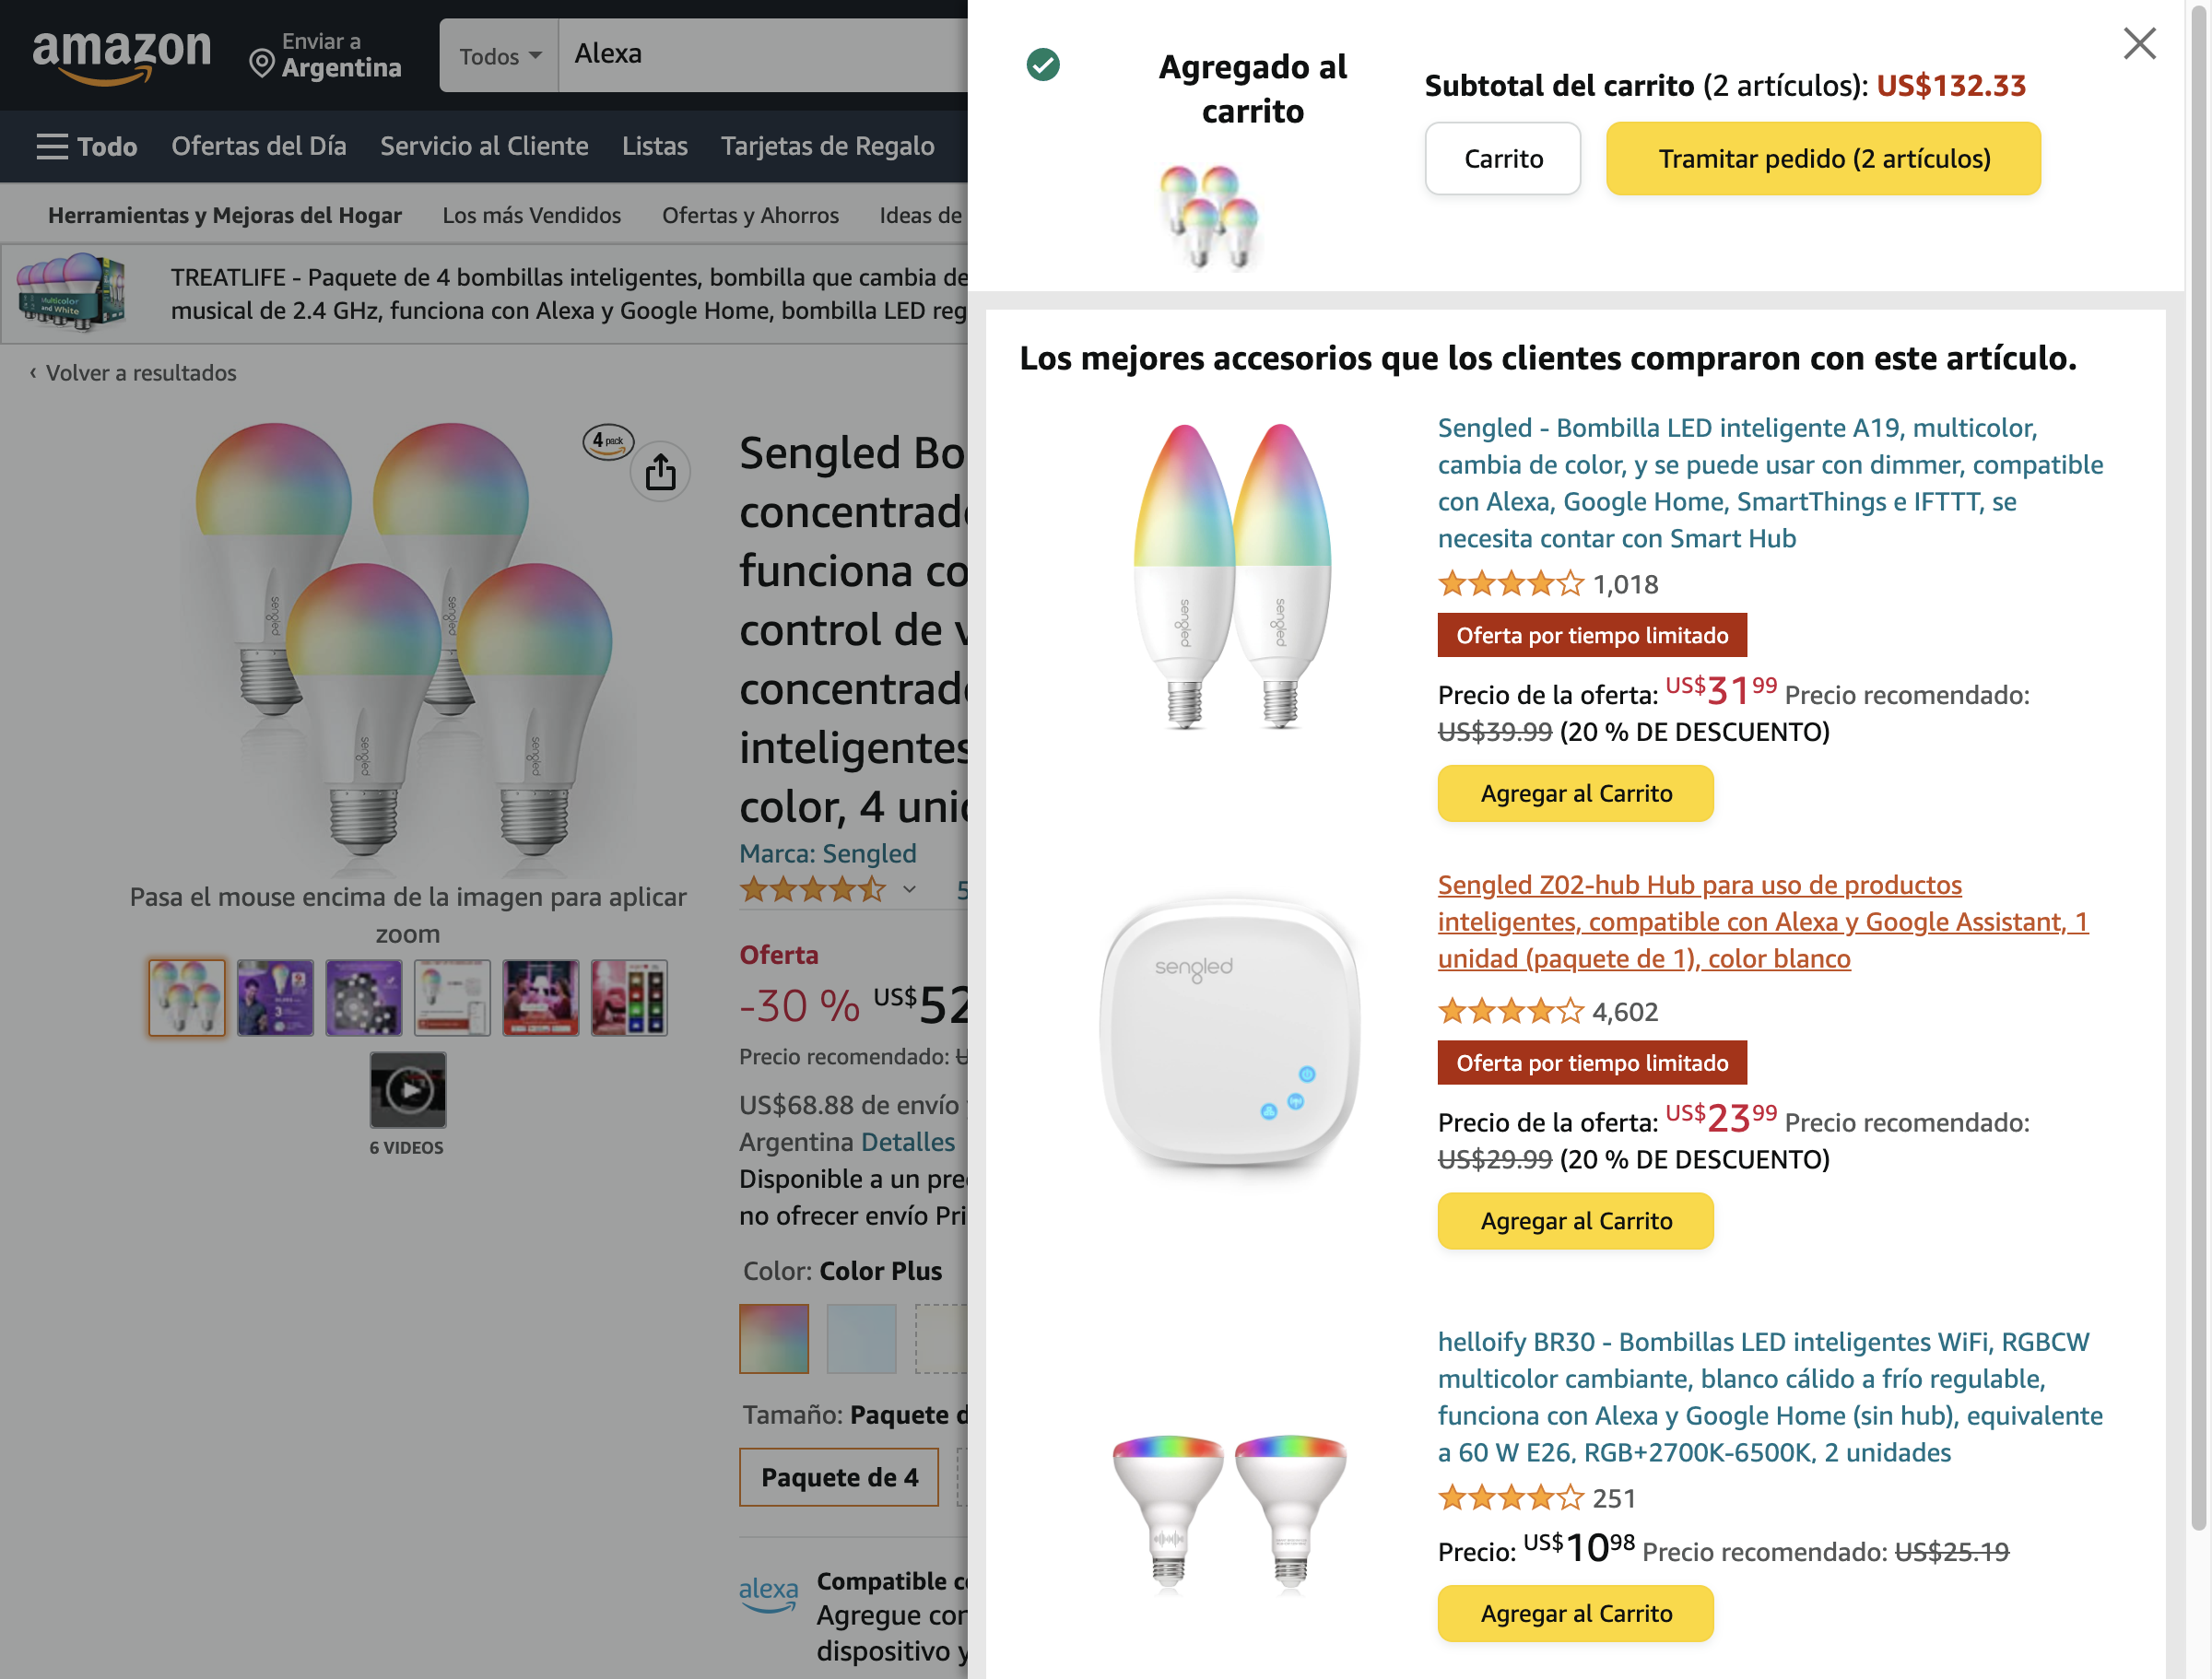 amazon
Enviar a
Argentina
Todos
Alexa
Todo
Ofertas del Día
Servicio al Cliente
Listas
Tarjetas de Regalo
Herramientas y Mejoras del Hogar
Los más Vendidos
Ofertas y Ahorros
Ideas de
Multicolor
and White
TREATLIFE - Paquete de 4 bombillas inteligentes, bombilla que cambia de
musical de 2.4 GHz, funciona con Alexa y Google Home, bombilla LED reg
‹ Volver a resultados
4 pack
sengled
sengled
sengled
sengled
Pasa el mouse encima de la imagen para aplicar
zoom
6 VIDEOS
Sengled Bo
concentrado
funciona co
control de v
concentrado
inteligentes
color, 4 unid
Marca: Sengled
5
Oferta
-30 % US$52
Precio recomendado: U
US$68.88 de envío
Argentina Detalles
Disponible a un pre
no ofrecer envío Pri
Color: Color Plus
Tamaño: Paquete d
Paquete de 4
alexa
Compatible c
Agregue con
dispositivo y
Agregado al
carrito
Subtotal del carrito (2 artículos): US$132.33
Carrito
Tramitar pedido (2 artículos)
Los mejores accesorios que los clientes compraron con este artículo.
sengled
sengled
Sengled - Bombilla LED inteligente A19, multicolor,
cambia de color, y se puede usar con dimmer, compatible
con Alexa, Google Home, SmartThings e IFTTT, se
necesita contar con Smart Hub
1,018
Oferta por tiempo limitado
Precio de la oferta: US$31.99 Precio recomendado:
US$39.99 (20 % DE DESCUENTO)
Agregar al Carrito
sengled
Sengled Z02-hub Hub para uso de productos
inteligentes, compatible con Alexa y Google Assistant, 1
unidad (paquete de 1), color blanco
4,602
Oferta por tiempo limitado
Precio de la oferta: US$23.99 Precio recomendado:
US$29.99 (20 % DE DESCUENTO)
Agregar al Carrito
helloify BR30 - Bombillas LED inteligentes WiFi, RGBCW
multicolor cambiante, blanco cálido a frío regulable,
funciona con Alexa y Google Home (sin hub), equivalente
a 60 W E26, RGB+2700K-6500K, 2 unidades
251
Precio: US$10.98 Precio recomendado: US$25.19
Agregar al Carrito